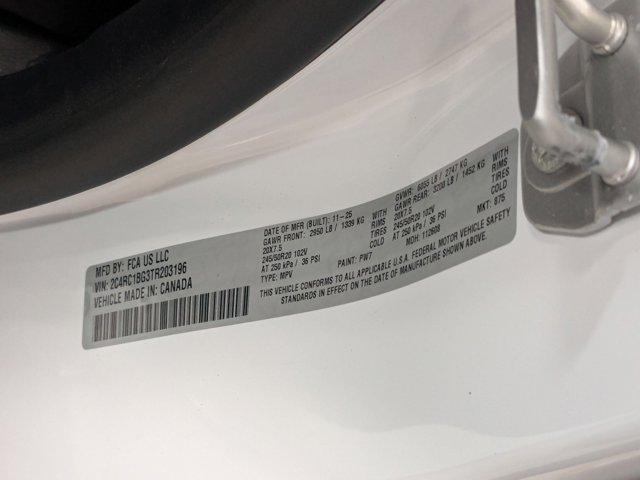 MFD BY: FCA US LLC
VIN: 2C4RC1BG3TR203196
VEHICLE MADE IN: CANADA
DATE OF MFR (BUILT): 11-25
GAWR FRONT: 2950 LB / 1339 KG WITH
20X7.5 RIMS
245/50R20 102V TIRES
AT 250 kPa / 36 PSI COLD
TYPE: MPV PAINT: PW7
GVWR: 6055 LB / 2747 KG
GAWR REAR: 3200 LB / 1452 KG WITH
20X7.5 RIMS
245/50R20 102V TIRES
AT 250 kPa / 36 PSI COLD
MDH: 112608 MKT: 875
THIS VEHICLE CONFORMS TO ALL APPLICABLE U.S.A. FEDERAL MOTOR VEHICLE SAFETY
STANDARDS IN EFFECT ON THE DATE OF MANUFACTURE SHOWN ABOVE.